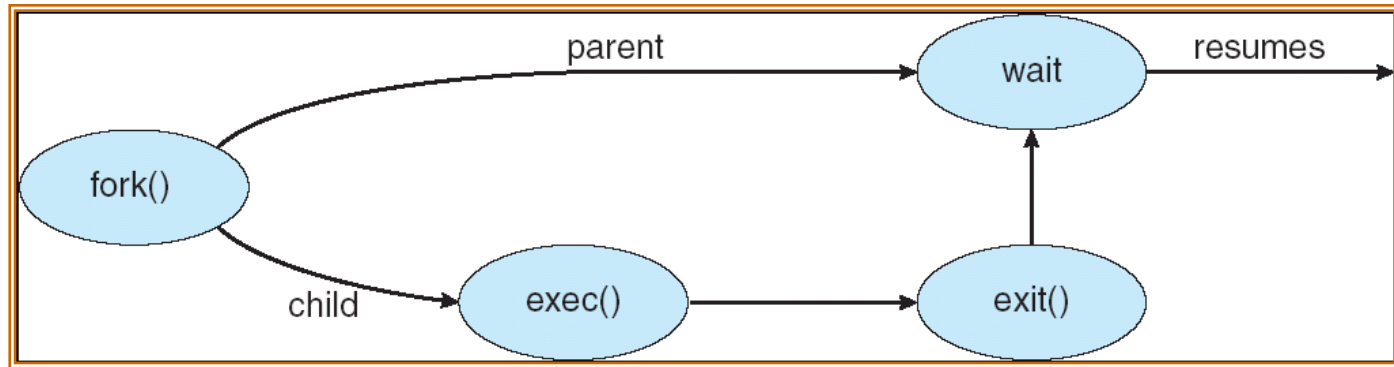 parent
wait
resumes
fork()
child
exec()
exit()